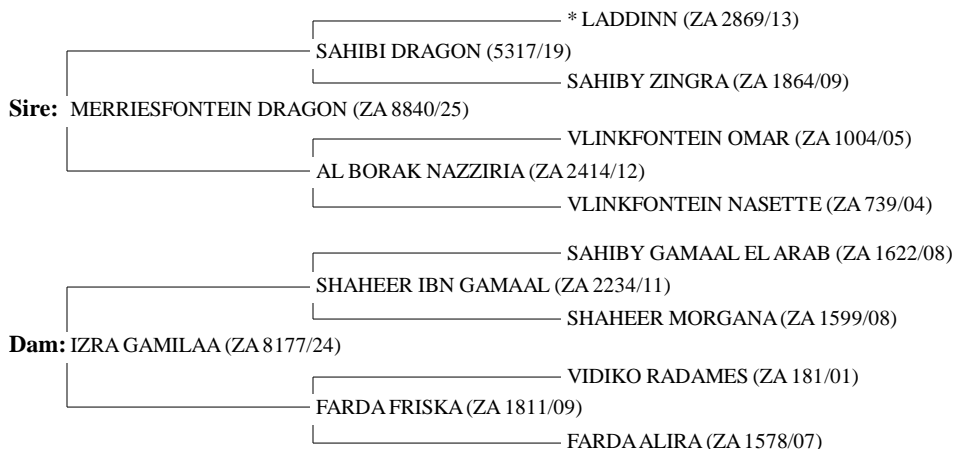 * LADDINN (ZA 2869/13)
SAHIBI DRAGON (5317/19)
SAHIBY ZINGRA (ZA 1864/09)
Sire: MERRIESFONTEIN DRAGON (ZA 8840/25)
VLINKFONTEIN OMAR (ZA 1004/05)
AL BORAK NAZZIRIA (ZA 2414/12)
VLINKFONTEIN NASETTE (ZA 739/04)
SAHIBY GAMAAL EL ARAB (ZA 1622/08)
SHAHEER IBN GAMAAL (ZA 2234/11)
SHAHEER MORGANA (ZA 1599/08)
Dam: IZRA GAMILAA (ZA 8177/24)
VIDIKO RADAMES (ZA 181/01)
FARDA FRISKA (ZA 1811/09)
FARDA ALIRA (ZA 1578/07)